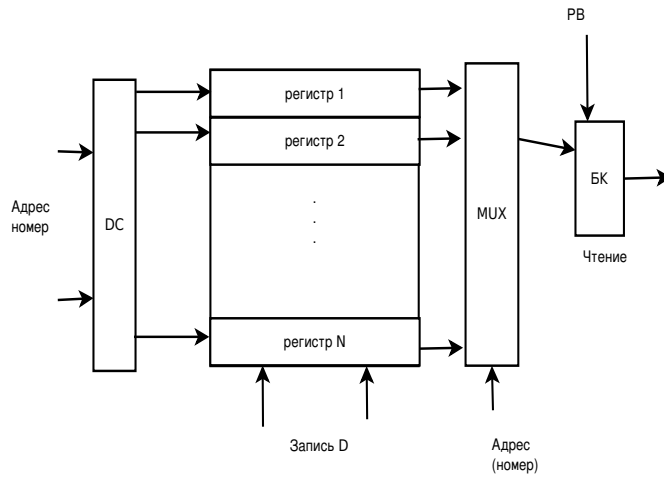 РВ
регистр 1
регистр 2
Адрес
номер
DC
.
.
.
MUX
БК
Чтение
регистр N
Запись D
Адрес
(номер)